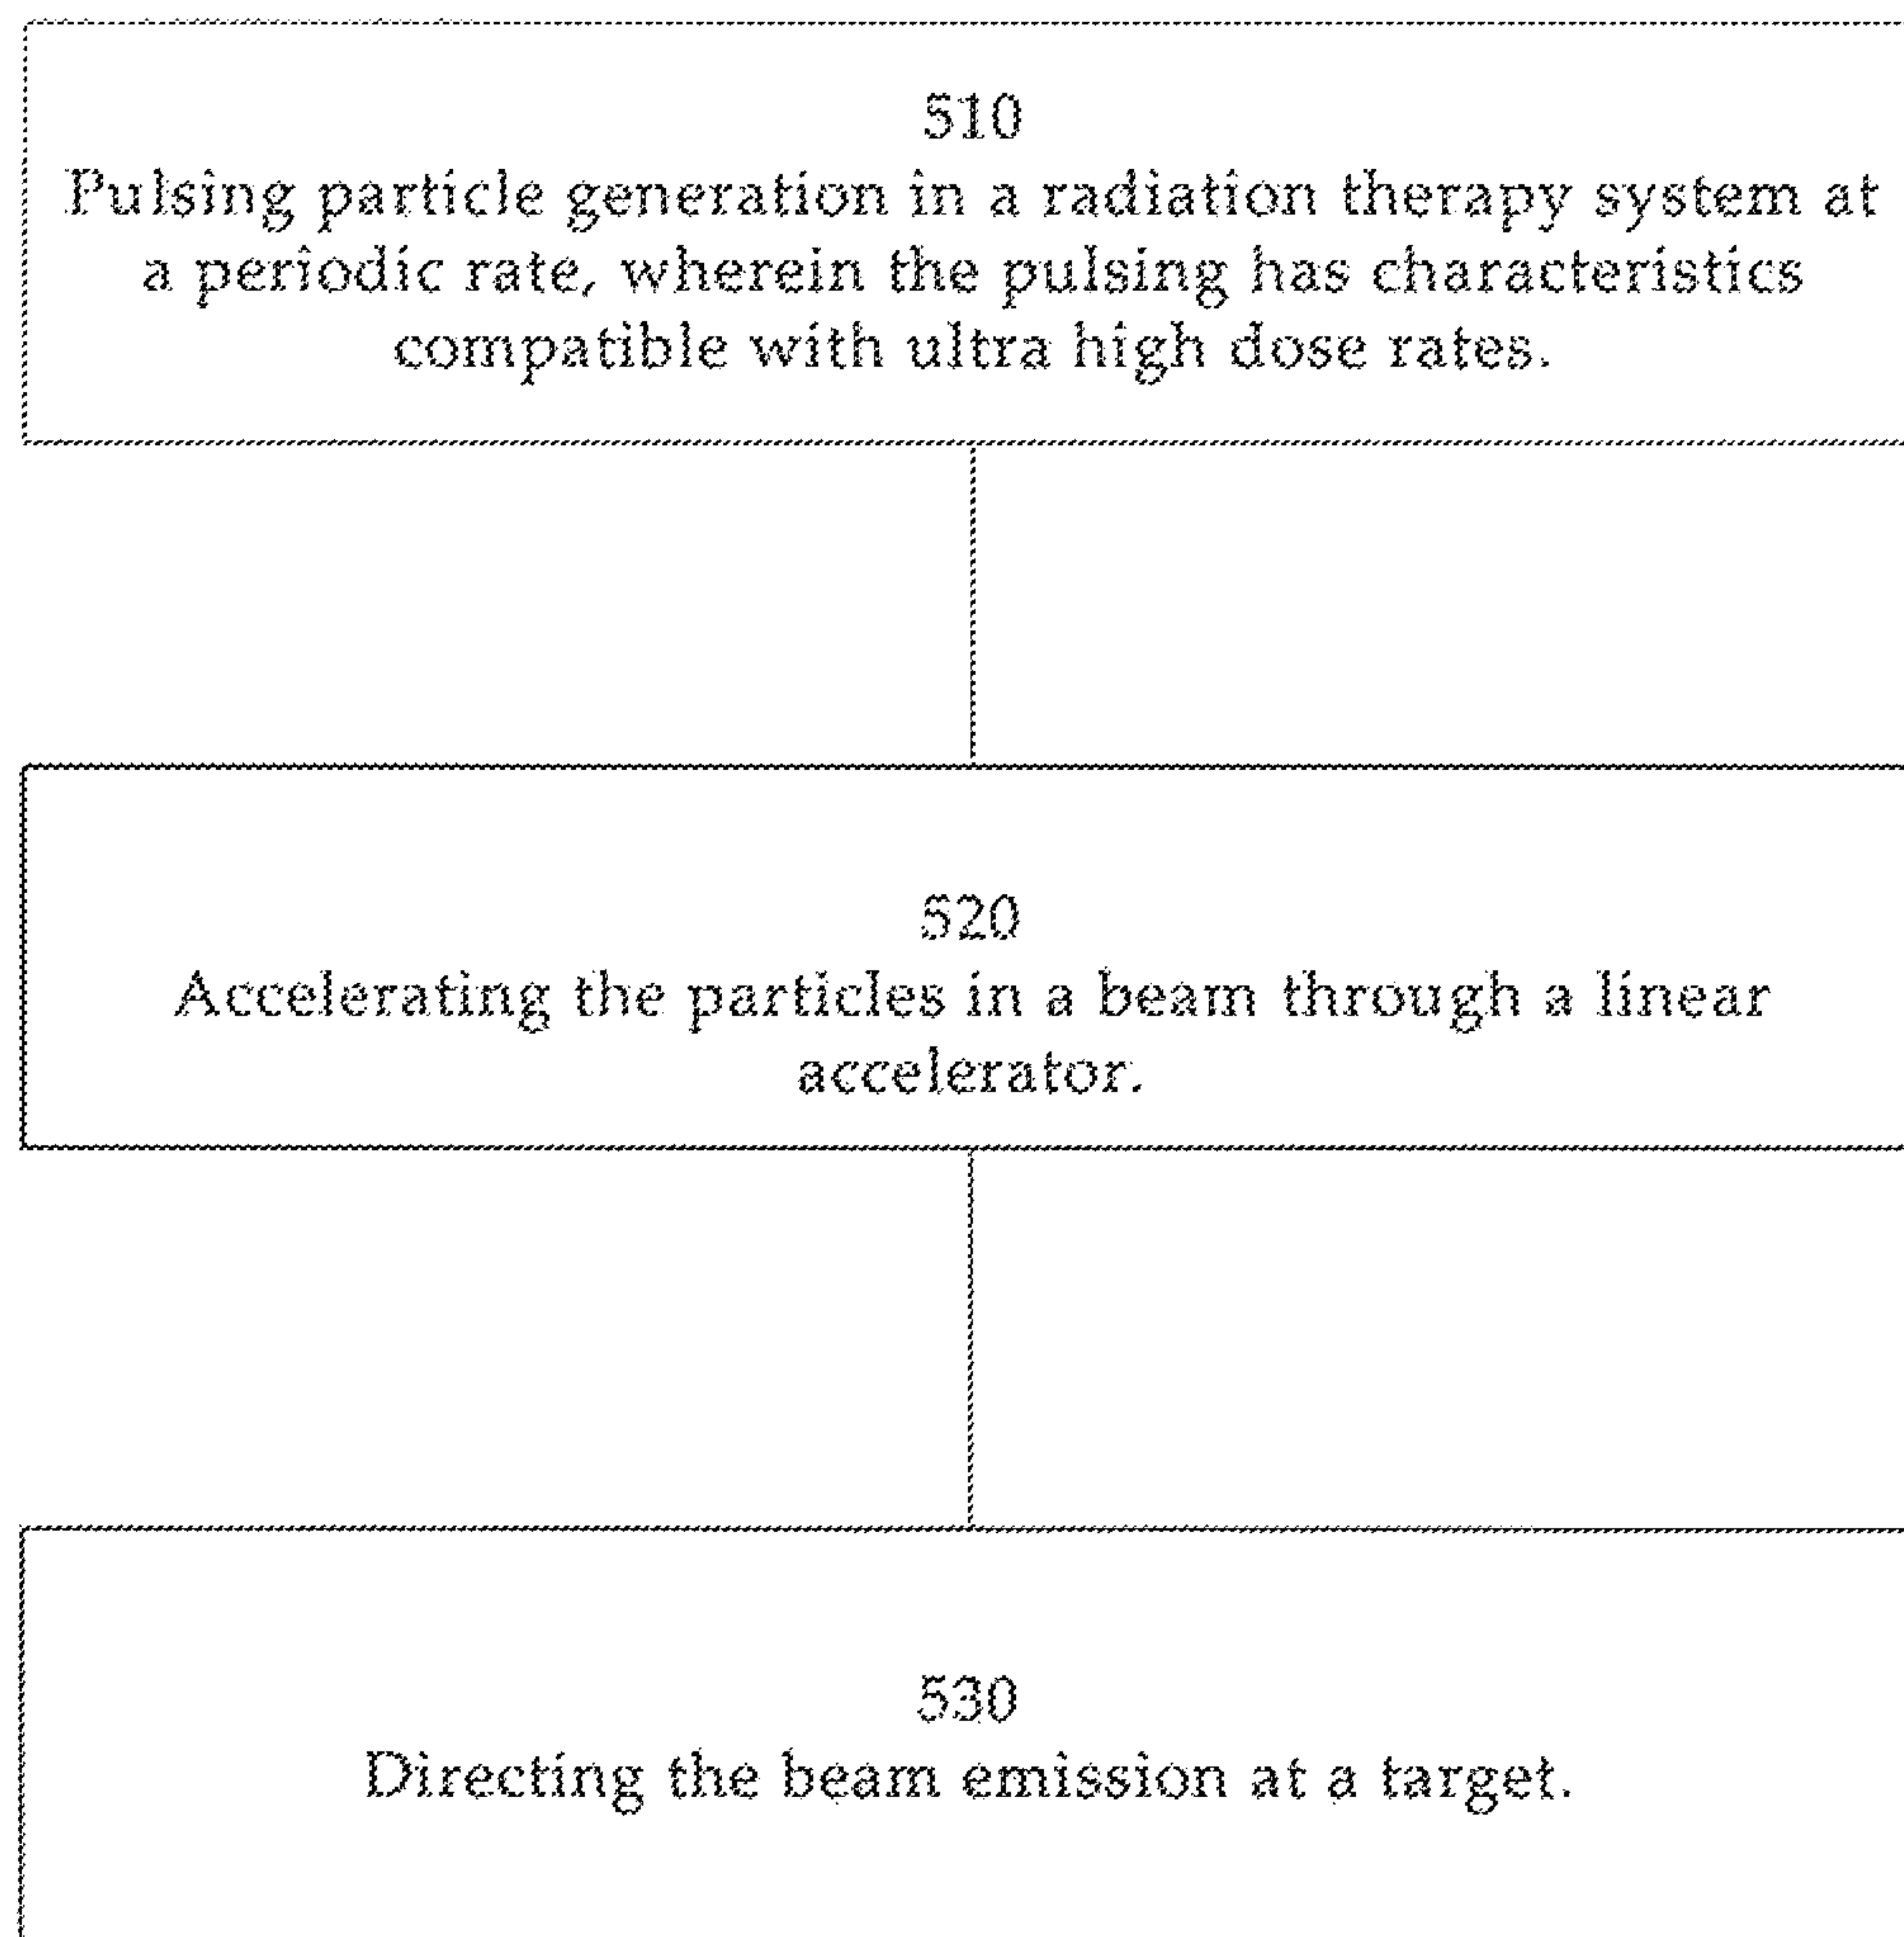 510
Pulsing particle generation in a radiation therapy system at
a periodic rate, wherein the pulsing has characteristics
compatible with ultra high dose rates.
520
Accelerating the particles in a beam through a linear
accelerator.
530
Directing the beam emission at a target.